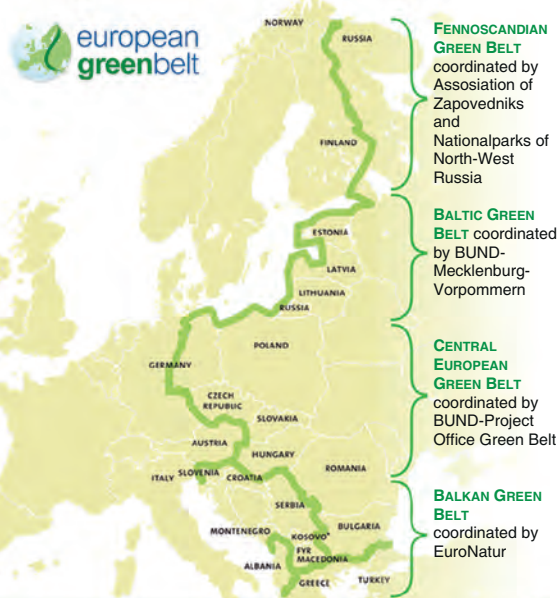 european
greenbelt
NORWAY
RUSSIA
FINLAND
ESTONIA
LATVIA
LITHUANIA
RUSSIA
POLAND
GERMANY
CZECH
REPUBLIC
SLOVAKIA
AUSTRIA
HUNGARY
ITALY
SLOVENIA
CROATIA
ROMANIA
SERBIA
MONTENEGRO
KOSOVO*
BULGARIA
FYR
MACEDONIA
ALBANIA
GREECE
TURKEY
FENNOSCANDIAN
GREEN BELT
coordinated by
Assosiation of
Zapovedniks
and
Nationalparks of
North-West
Russia
BALTIC GREEN
BELT coordinated
by BUND-
Mecklenburg-
Vorpommern
CENTRAL
EUROPEAN
GREEN BELT
coordinated by
BUND-Project
Office Green Belt
BALKAN GREEN
BELT
coordinated by
EuroNatur